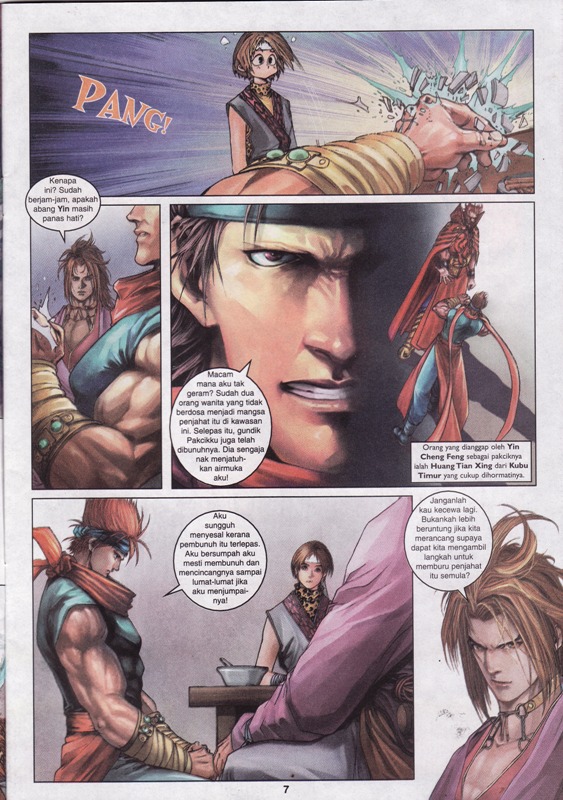 PANG!
Kenapa
ini? Sudah
berjam-jam, apakah
abang Yin masih
panas hati?
Macam
mana aku tak
geram? Sudah dua
orang wanita yang tidak
berdosa menjadi mangsa
penjahat itu di kawasan
ini. Selepas itu, gundik
Pakcikku juga telah
dibunuhnya. Dia sengaja
nak menjatuh-
kan airmuka
aku!
Orang yang dianggap oleh Yin
Cheng Feng sebagai pakciknya
ialah Huang Tian Xing dari Kubu
Timur yang cukup dihormatinya.
Aku
sungguh
menyesal kerana
pembunuh itu terlepas.
Aku bersumpah aku
mesti membunuh dan
mencincangnya sampai
lumat-lumat jika
aku menjumpai-
nya!
Janganlah
kau kecewa lagi.
Bukankah lebih
beruntung jika kita
merancang supaya
dapat kita mengambil
langkah untuk
memburu penjahat
itu semula?
7